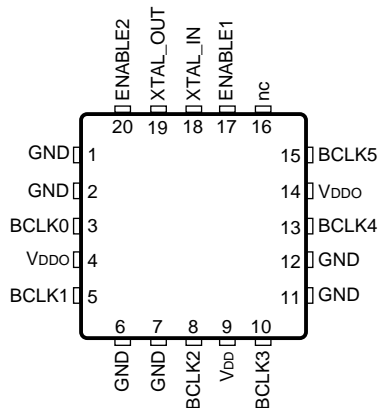 ENABLE2
XTAL_OUT
XTAL_IN
ENABLE1
nc
20 19 18 17 16
GND 1
GND 2
BCLK0 3
VDDO 4
BCLK1 5
15 BCLK5
14 VDDO
13 BCLK4
12 GND
11 GND
6 7 8 9 10
GND
GND
BCLK2
VDD
BCLK3